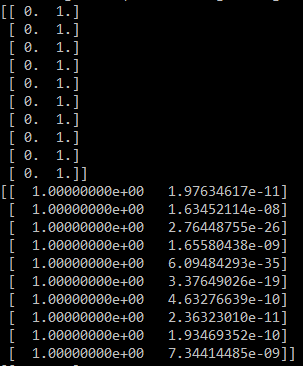 [[ 0.  1.]
 [ 0.  1.]
 [ 0.  1.]
 [ 0.  1.]
 [ 0.  1.]
 [ 0.  1.]
 [ 0.  1.]
 [ 0.  1.]
 [ 0.  1.]
 [ 0.  1.]]
[[  1.00000000e+00   1.97634617e-11]
 [  1.00000000e+00   1.63452114e-08]
 [  1.00000000e+00   2.76448755e-26]
 [  1.00000000e+00   1.65580438e-09]
 [  1.00000000e+00   6.09484293e-35]
 [  1.00000000e+00   3.37649026e-19]
 [  1.00000000e+00   4.63276639e-10]
 [  1.00000000e+00   2.36323010e-11]
 [  1.00000000e+00   1.93469352e-10]
 [  1.00000000e+00   7.34414485e-09]]